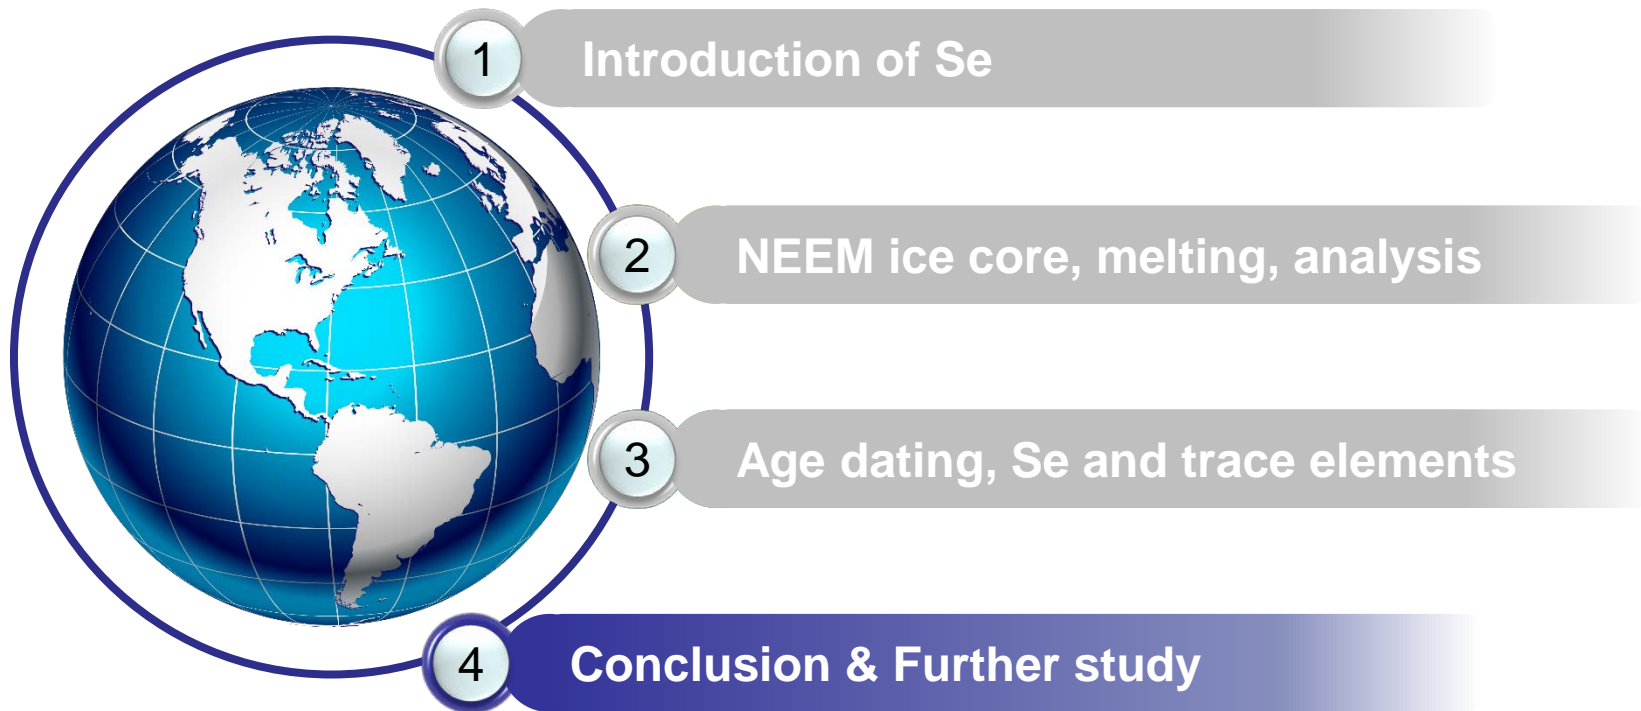 1 Introduction of Se
2 NEEM ice core, melting, analysis
3 Age dating, Se and trace elements
4 Conclusion & Further study